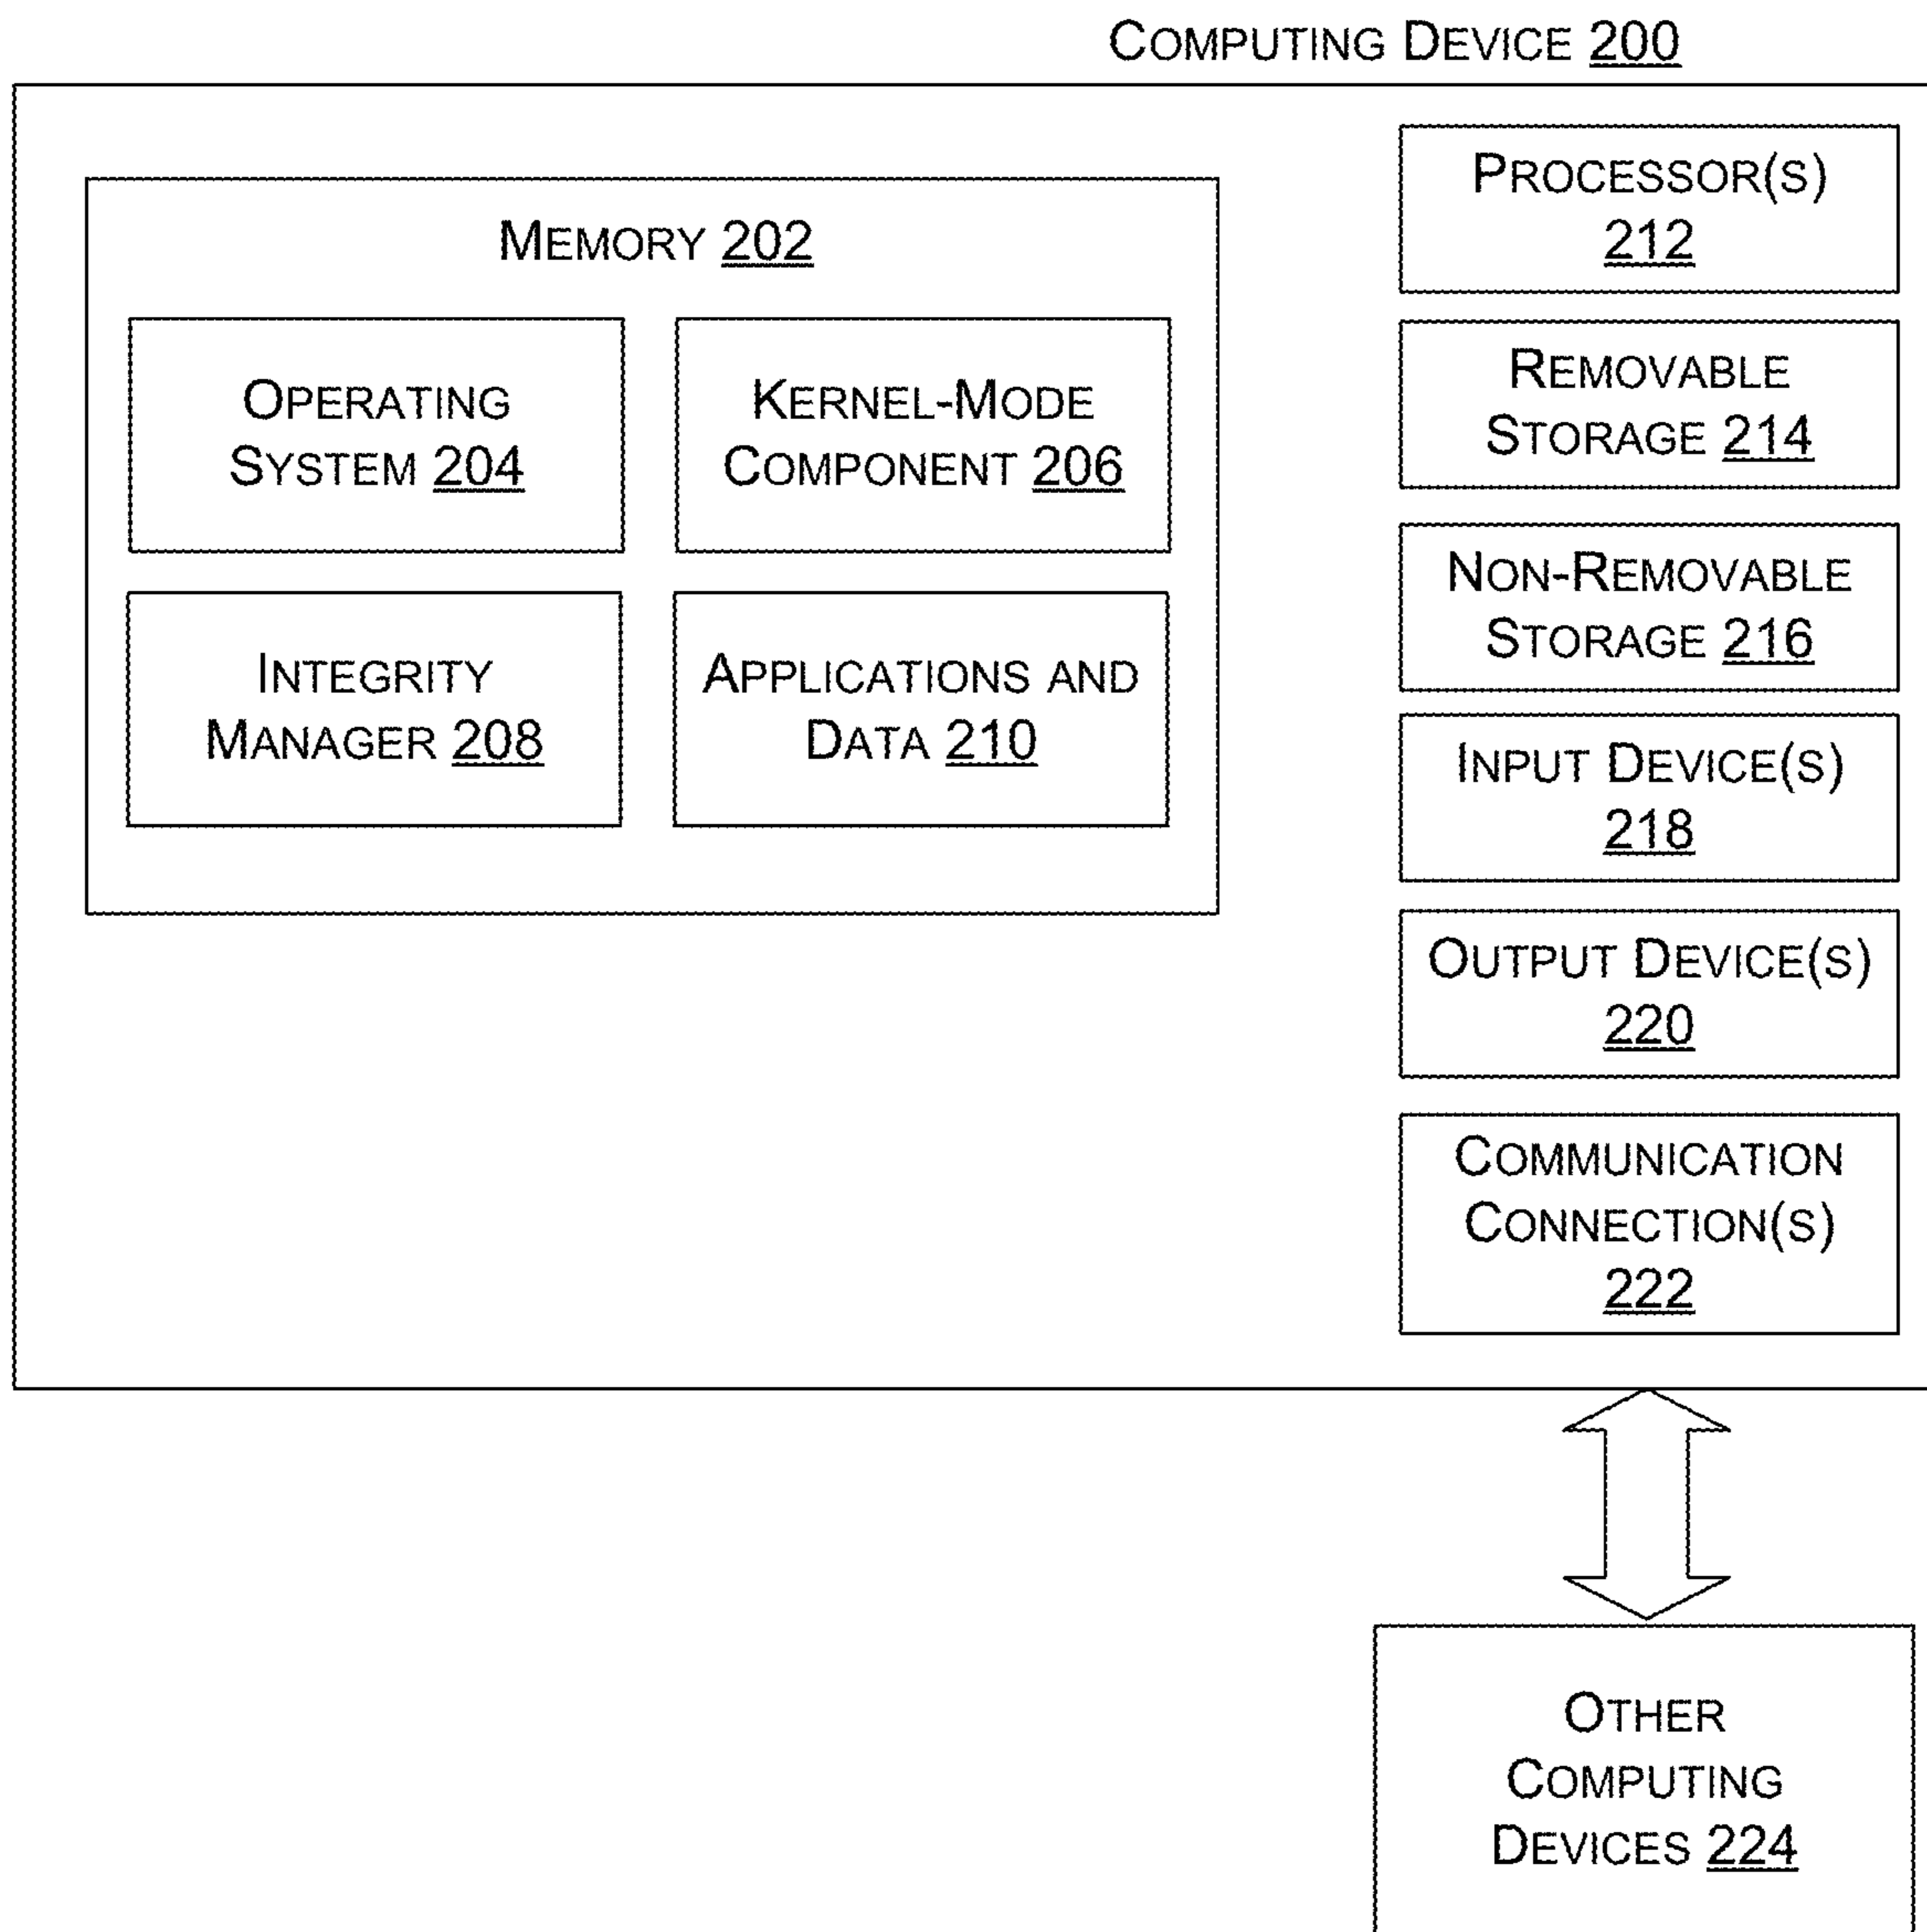 COMPUTING DEVICE 200
MEMORY 202
OPERATING
SYSTEM 204
KERNEL-MODE
COMPONENT 206
INTEGRITY
MANAGER 208
APPLICATIONS AND
DATA 210
PROCESSOR(S)
212
REMOVABLE
STORAGE 214
NON-REMOVABLE
STORAGE 216
INPUT DEVICE(S)
218
OUTPUT DEVICE(S)
220
COMMUNICATION
CONNECTION(S)
222
OTHER
COMPUTING
DEVICES 224